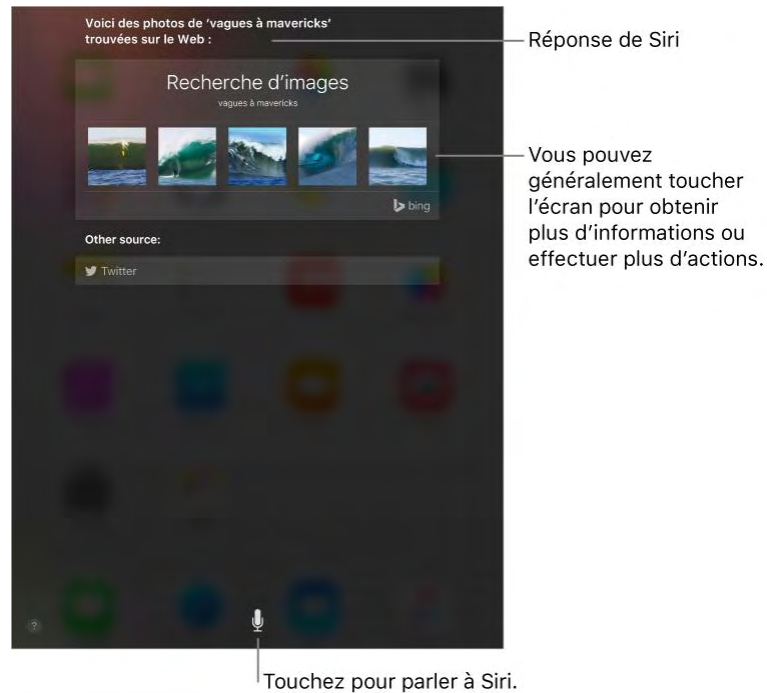 Voici des photos de ‘vagues à mavericks’
trouvées sur le Web :
Réponse de Siri
Recherche d’images
vagues à mavericks
bing
Vous pouvez
généralement toucher
l’écran pour obtenir
plus d’informations ou
effectuer plus d’actions.
Other source:
Twitter
?
Touchez pour parler à Siri.